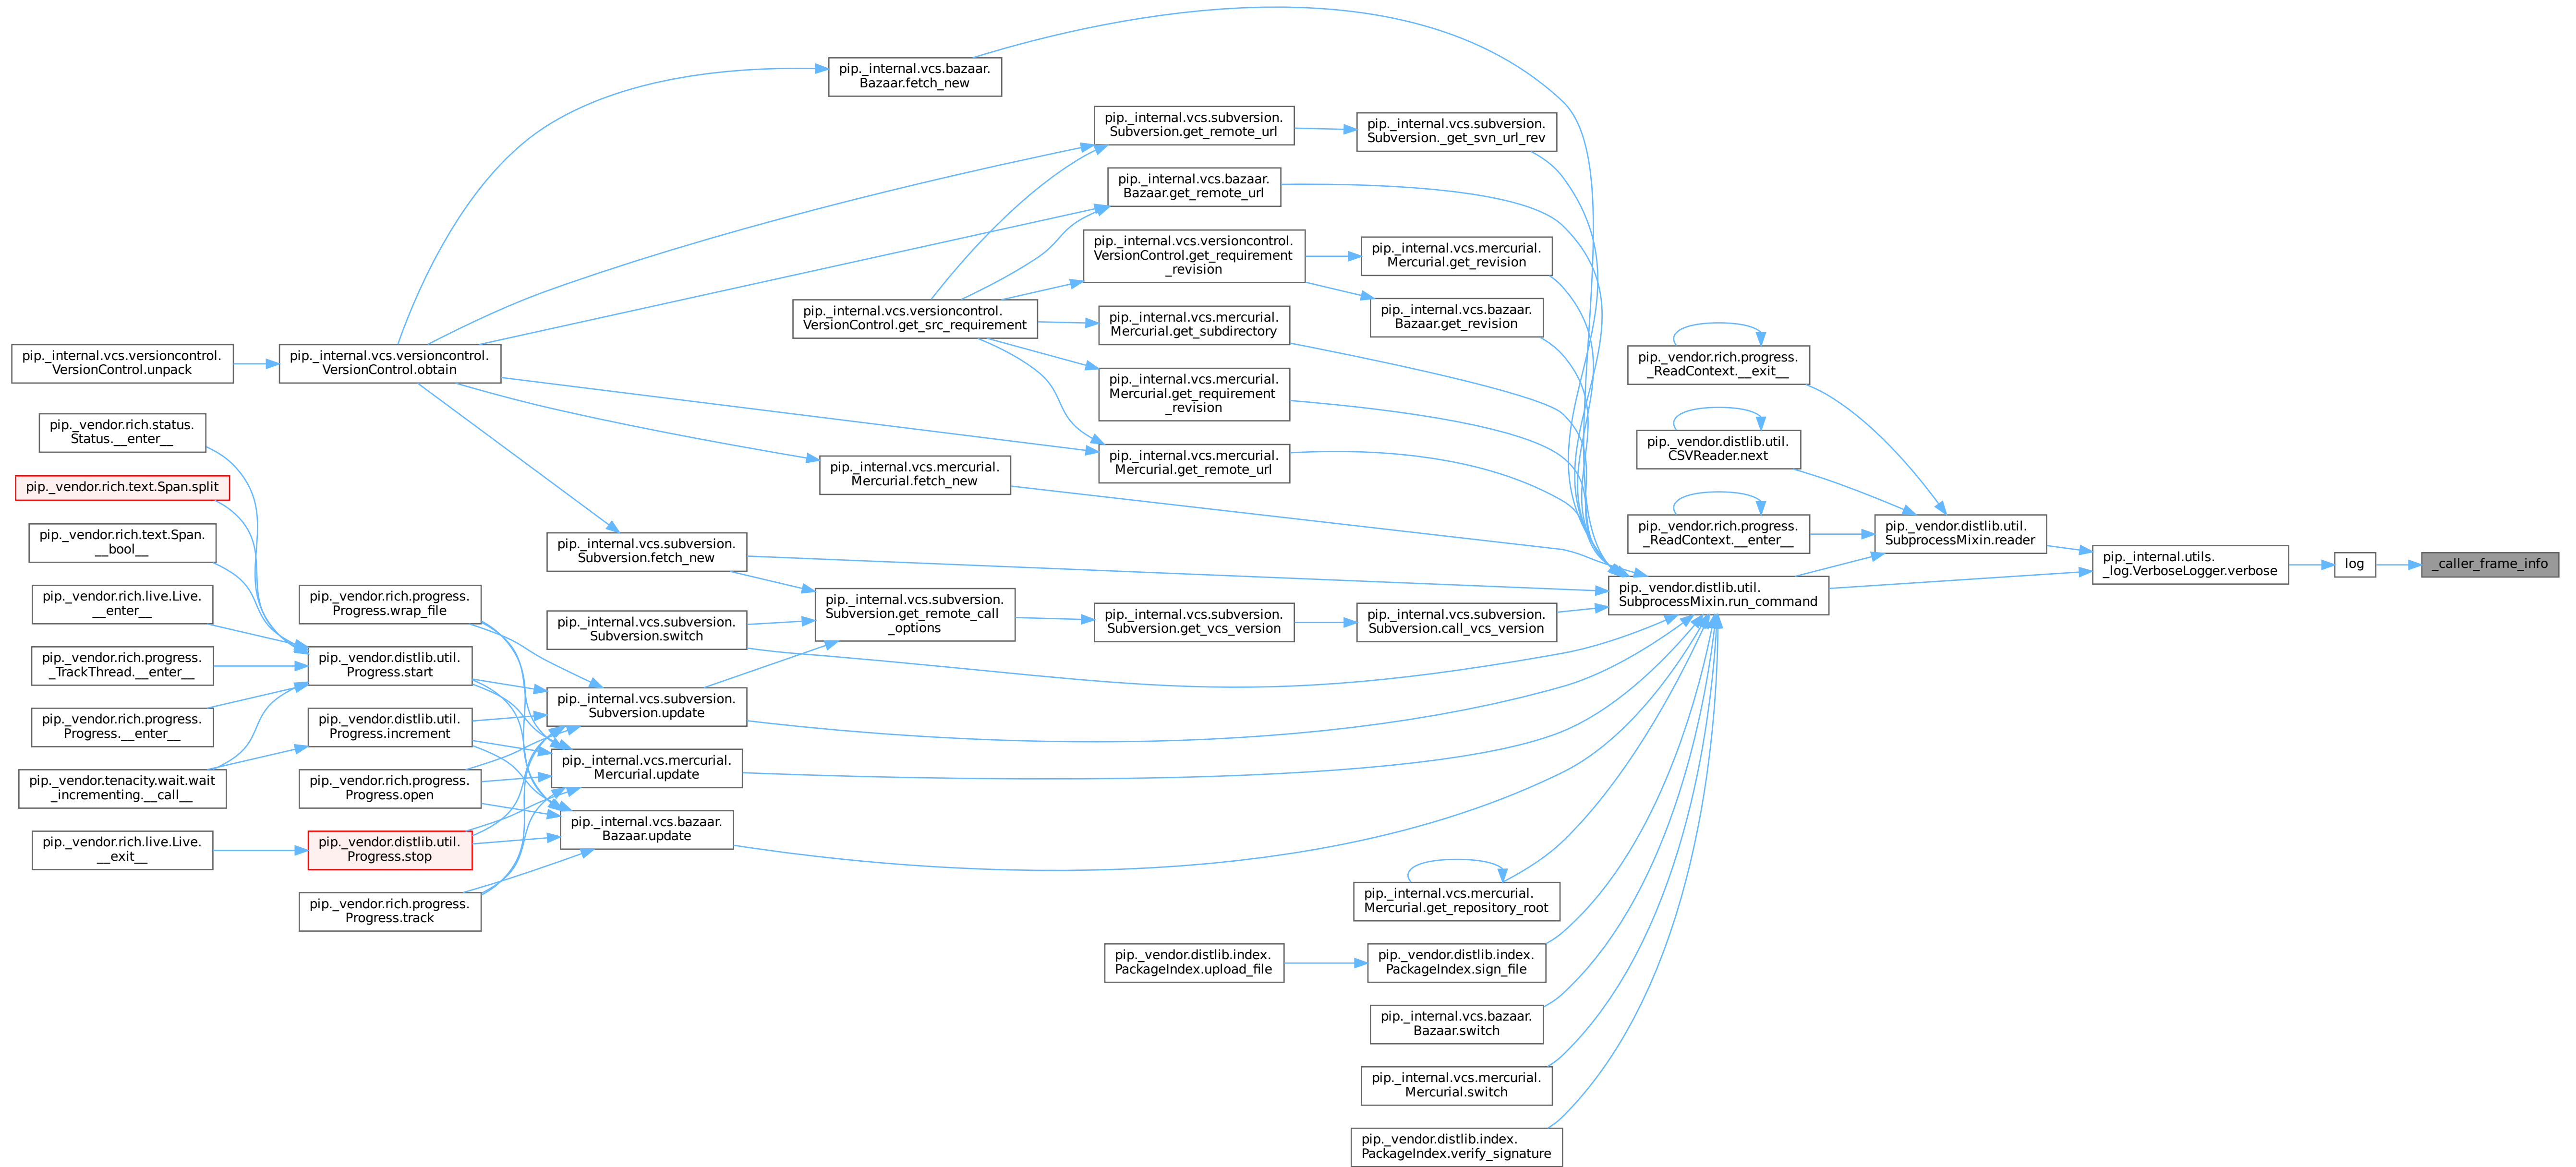 pip._internal.vcs.bazaar.
Bazaar.fetch_new
pip._internal.vcs.subversion.
Subversion.get_remote_url
pip._internal.vcs.subversion.
Subversion._get_svn_url_rev
pip._internal.vcs.bazaar.
Bazaar.get_remote_url
pip._internal.vcs.versioncontrol.
VersionControl.get_requirement
_revision
pip._internal.vcs.mercurial.
Mercurial.get_revision
pip._internal.vcs.versioncontrol.
VersionControl.get_src_requirement
pip._internal.vcs.mercurial.
Mercurial.get_subdirectory
pip._internal.vcs.bazaar.
Bazaar.get_revision
pip._internal.vcs.versioncontrol.
VersionControl.unpack
pip._internal.vcs.versioncontrol.
VersionControl.obtain
pip._vendor.rich.progress.
_ReadContext.__exit__
pip._internal.vcs.mercurial.
Mercurial.get_requirement
_revision
pip._vendor.rich.status.
Status.__enter__
pip._vendor.distlib.util.
CSVReader.next
pip._internal.vcs.mercurial.
Mercurial.get_remote_url
pip._internal.vcs.mercurial.
Mercurial.fetch_new
pip._vendor.rich.text.Span.split
pip._vendor.rich.text.Span.
__bool__
pip._internal.vcs.subversion.
Subversion.fetch_new
pip._vendor.rich.progress.
_ReadContext.__enter__
pip._vendor.distlib.util.
SubprocessMixin.reader
pip._internal.utils.
_log.VerboseLogger.verbose
log
_caller_frame_info
pip._vendor.rich.live.Live.
__enter__
pip._vendor.rich.progress.
Progress.wrap_file
pip._internal.vcs.subversion.
Subversion.switch
pip._internal.vcs.subversion.
Subversion.get_remote_call
_options
pip._internal.vcs.subversion.
Subversion.get_vcs_version
pip._internal.vcs.subversion.
Subversion.call_vcs_version
pip._vendor.distlib.util.
SubprocessMixin.run_command
pip._vendor.rich.progress.
_TrackThread.__enter__
pip._vendor.distlib.util.
Progress.start
pip._internal.vcs.subversion.
Subversion.update
pip._vendor.rich.progress.
Progress.__enter__
pip._vendor.distlib.util.
Progress.increment
pip._internal.vcs.mercurial.
Mercurial.update
pip._vendor.tenacity.wait.wait
_incrementing.__call__
pip._vendor.rich.progress.
Progress.open
pip._internal.vcs.bazaar.
Bazaar.update
pip._vendor.rich.live.Live.
__exit__
pip._vendor.distlib.util.
Progress.stop
pip._vendor.rich.progress.
Progress.track
pip._internal.vcs.mercurial.
Mercurial.get_repository_root
pip._vendor.distlib.index.
PackageIndex.upload_file
pip._vendor.distlib.index.
PackageIndex.sign_file
pip._internal.vcs.bazaar.
Bazaar.switch
pip._internal.vcs.mercurial.
Mercurial.switch
pip._vendor.distlib.index.
PackageIndex.verify_signature